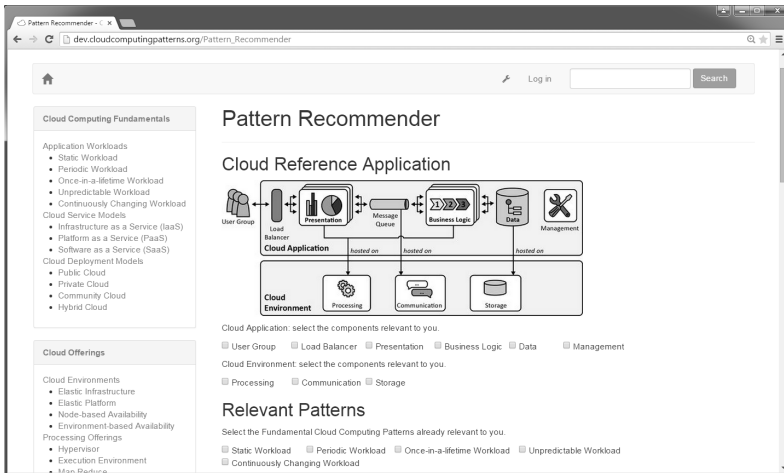 Pattern Recommender - C
dev.cloudcomputingpatterns.org/Pattern_Recommender
Log in
Search
Cloud Computing Fundamentals
Application Workloads
Static Workload
Periodic Workload
Once-in-a-lifetime Workload
Unpredictable Workload
Continuously Changing Workload
Cloud Service Models
Infrastructure as a Service (IaaS)
Platform as a Service (PaaS)
Software as a Service (SaaS)
Cloud Deployment Models
Public Cloud
Private Cloud
Community Cloud
Hybrid Cloud
Cloud Offerings
Cloud Environments
Elastic Infrastructure
Elastic Platform
Node-based Availability
Environment-based Availability
Processing Offerings
Hypervisor
Execution Environment
Map Reduce
Pattern Recommender
Cloud Reference Application
User Group
Load
Balancer
Presentation
Message
Queue
1 2 3
Business Logic
Data
Management
Cloud Application
hosted on
hosted on
hosted on
Cloud
Environment
Processing
Communication
Storage
Cloud Application: select the components relevant to you.
User Group Load Balancer Presentation Business Logic Data Management
Cloud Environment: select the components relevant to you.
Processing Communication Storage
Relevant Patterns
Select the Fundamental Cloud Computing Patterns already relevant to you.
Static Workload Periodic Workload Once-in-a-lifetime Workload Unpredictable Workload
Continuously Changing Workload